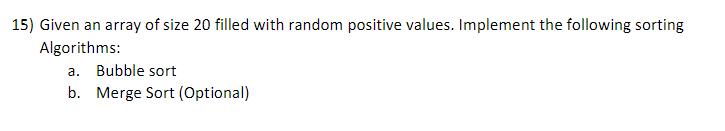 15) Given an array of size 20 filled with random positive values. Implement the following sorting
Algorithms:
a. Bubble sort
b. Merge Sort (Optional)